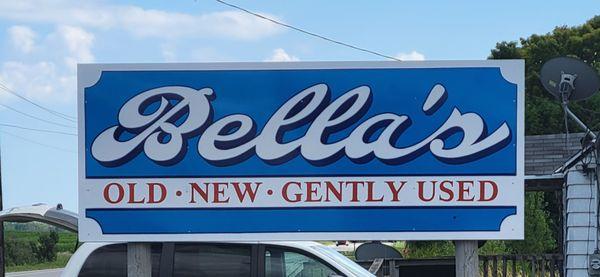 Bella's
OLD · NEW · GENTLY USED